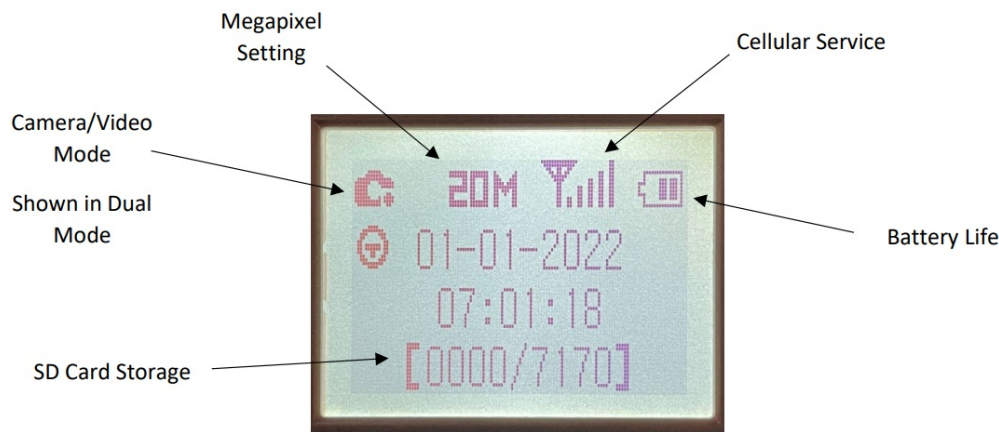 Megapixel
Setting
Cellular Service
Camera/Video
Mode
Shown in Dual
Mode
20M
01-01-2022
Battery Life
07:01:18
SD Card Storage
[0000/7170]